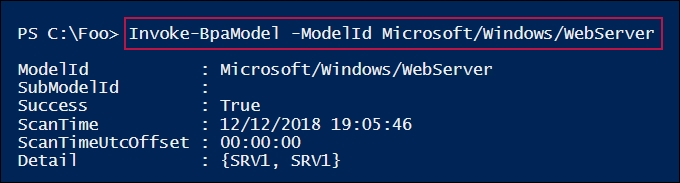 PS C:\Foo> Invoke-BpaModel -ModelId Microsoft/Windows/WebServer
ModelId : Microsoft/Windows/WebServer
SubModelId :
Success : True
ScanTime : 12/12/2018 19:05:46
ScanTimeUtcOffset : 00:00:00
Detail : {SRV1, SRV1}